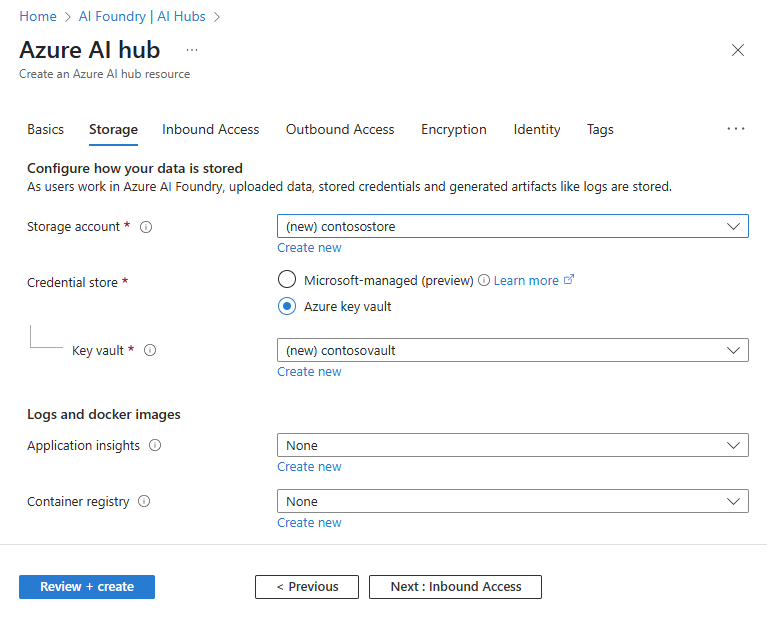 Home > AI Foundry | AI Hubs >
Azure AI hub ...
Create an Azure AI hub resource
Basics Storage Inbound Access Outbound Access Encryption Identity Tags ...
Configure how your data is stored
As users work in Azure AI Foundry, uploaded data, stored credentials and generated artifacts like logs are stored.
Storage account * (new) contosostore
Create new
Credential store * Microsoft-managed (preview) Learn more
Azure key vault
Key vault * (new) contosovault
Create new
Logs and docker images
Application insights None
Create new
Container registry None
Create new
Review + create < Previous Next : Inbound Access